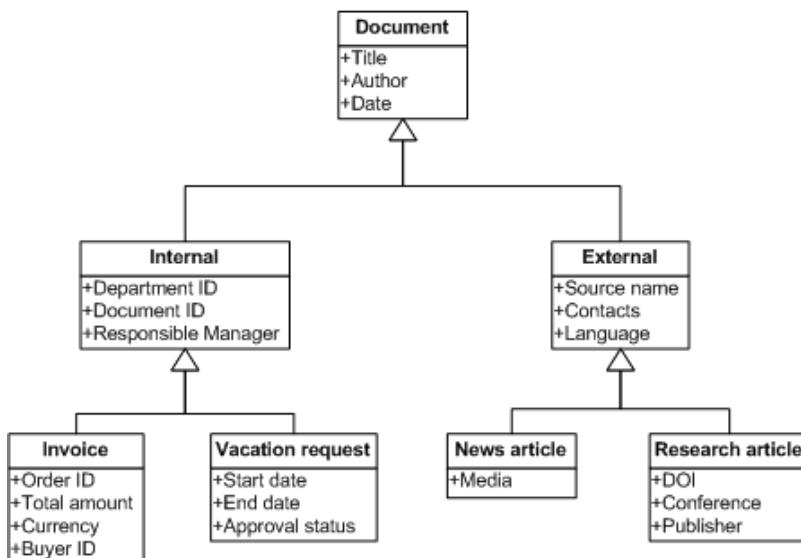 Document
+Title
+Author
+Date
Internal
+Department ID
+Document ID
+Responsible Manager
External
+Source name
+Contacts
+Language
Invoice
+Order ID
+Total amount
+Currency
+Buyer ID
Vacation request
+Start date
+End date
+Approval status
News article
+Media
Research article
+DOI
+Conference
+Publisher